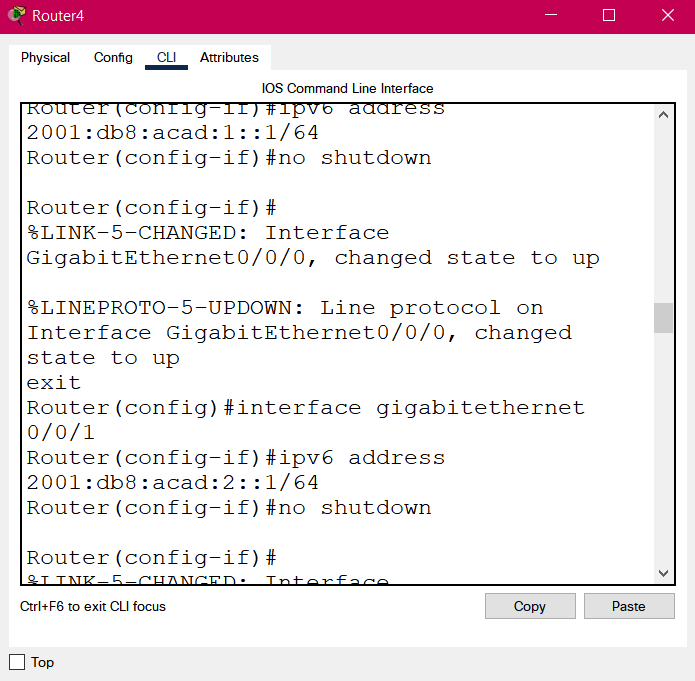 Router4
Physical Config CLI Attributes
IOS Command Line Interface
Router(config-if)#ipv6 address
2001:db8:acad:1::1/64
Router(config-if)#no shutdown
Router(config-if)#
%LINK-5-CHANGED: Interface
GigabitEthernet0/0/0, changed state to up
%LINEPROTO-5-UPDOWN: Line protocol on
Interface GigabitEthernet0/0/0, changed
state to up
exit
Router(config)#interface gigabitethernet
0/0/1
Router(config-if)#ipv6 address
2001:db8:acad:2::1/64
Router(config-if)#no shutdown
Router(config-if)#
%LINK-5-CHANGED: Interface
Ctrl+F6 to exit CLI focus
Copy Paste
Top